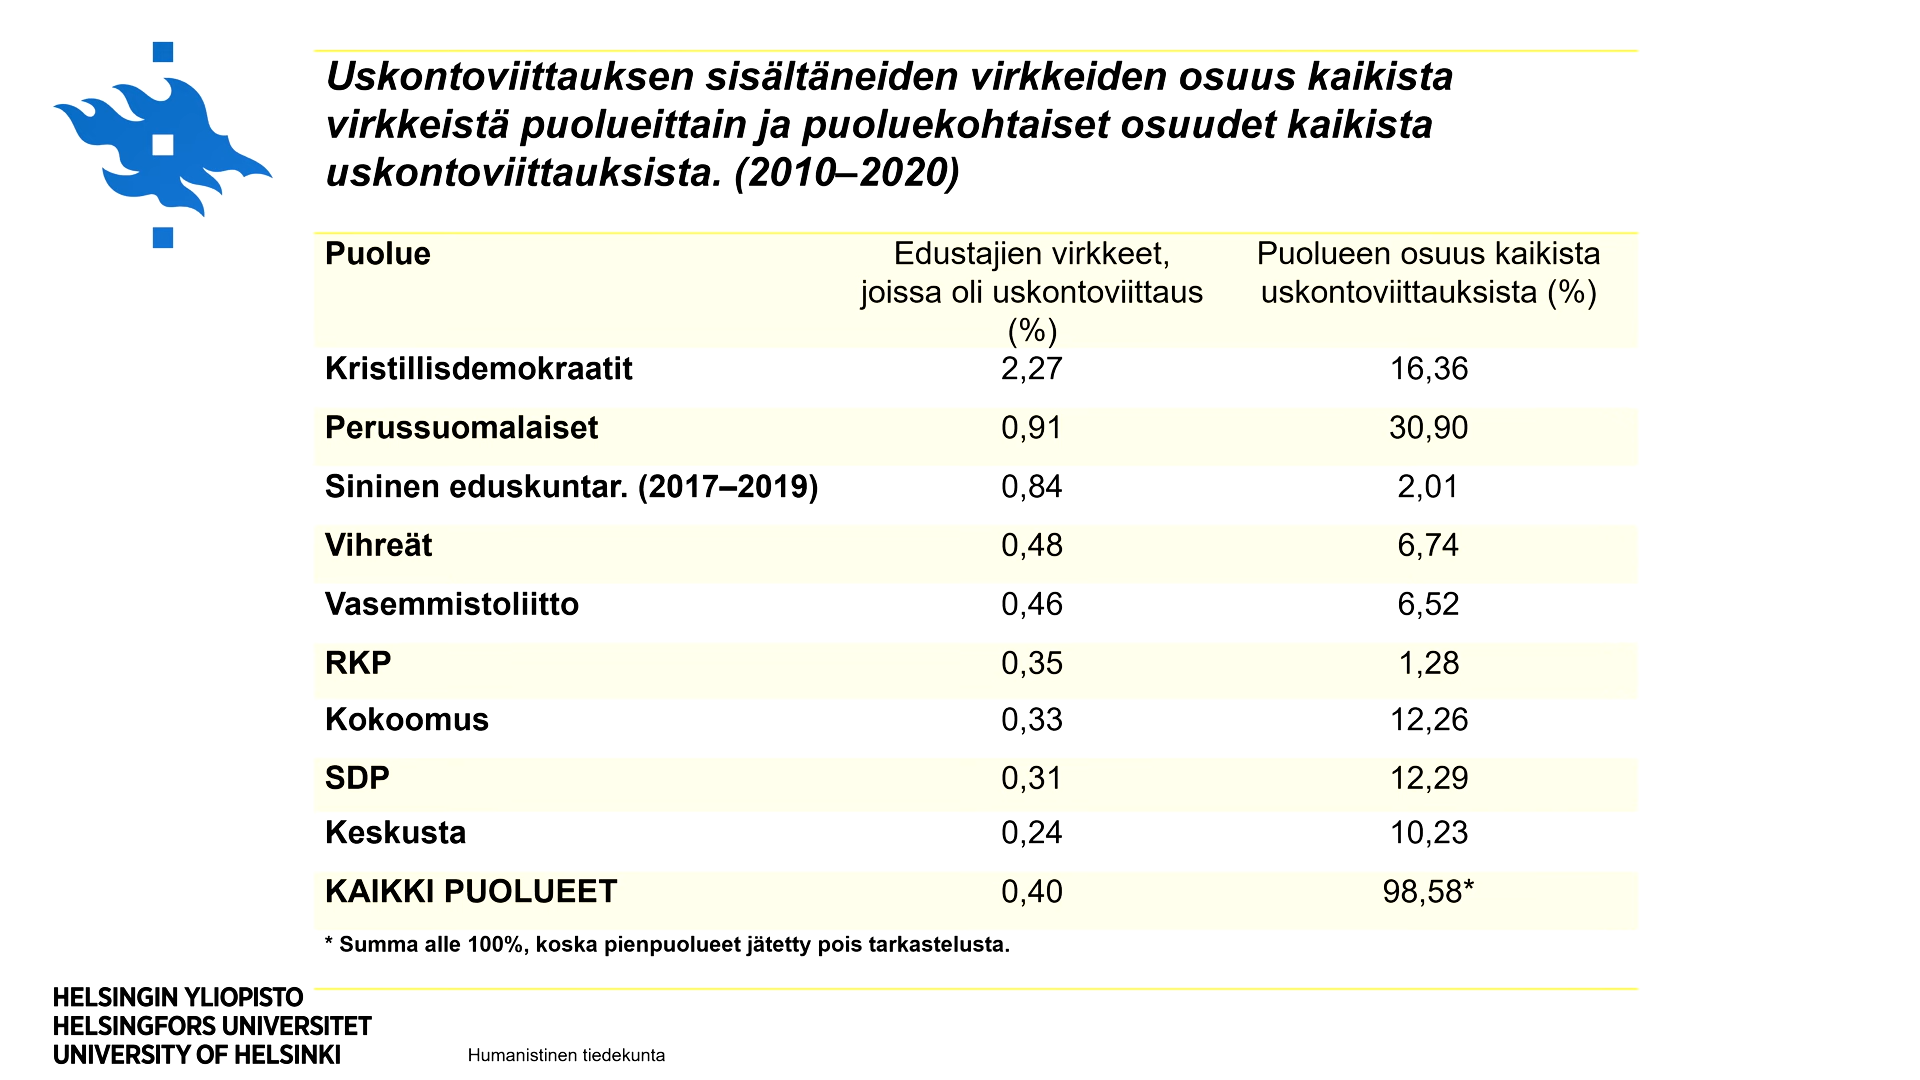 Uskontoviittauksen sisältäneiden virkkeiden osuus kaikista
virkkeistä puolueittain ja puoluekohtaiset osuudet kaikista
uskontoviittauksista. (2010–2020)
Puolue Edustajien virkkeet, joissa oli uskontoviittaus (%) Puolueen osuus kaikista uskontoviittauksista (%)
Kristillisdemokraatit 2,27 16,36
Perussuomalaiset 0,91 30,90
Sininen eduskuntar. (2017–2019) 0,84 2,01
Vihreät 0,48 6,74
Vasemmistoliitto 0,46 6,52
RKP 0,35 1,28
Kokoomus 0,33 12,26
SDP 0,31 12,29
Keskusta 0,24 10,23
KAIKKI PUOLUEET 0,40 98,58*
* Summa alle 100%, koska pienpuolueet jätetty pois tarkastelusta.
HELSINGIN YLIOPISTO
HELSINGFORS UNIVERSITET
UNIVERSITY OF HELSINKI
Humanistinen tiedekunta